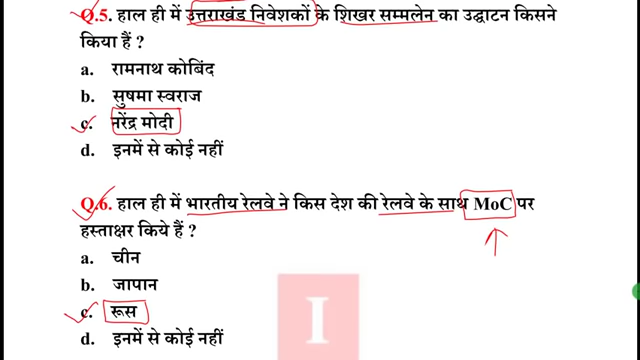 Q.5. हाल ही में उत्तराखंड निवेशकों के शिखर सम्मलेन का उद्घाटन किसने
किया हैं ?
a. रामनाथ कोबिंद
b. सुषमा स्वराज
c. नरेंद्र मोदी
d. इनमें से कोई नहीं
Q.6. हाल ही में भारतीय रेलवे ने किस देश की रेलवे के साथ MoC पर
हस्ताक्षर किये हैं ?
a. चीन
b. जापान
c. रूस
d. इनमें से कोई नहीं
I